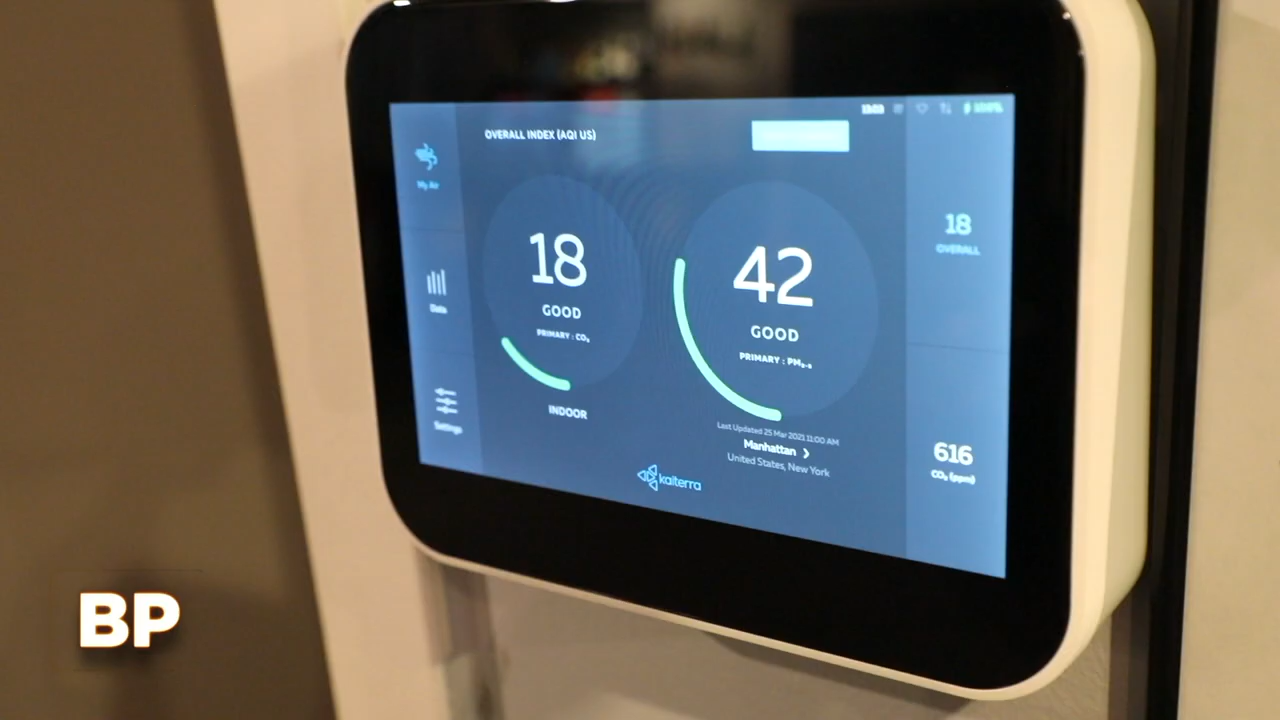 100%
OVERALL INDEX (AQI US)
My Air
18
GOOD
PRIMARY : CO₂
INDOOR
42
GOOD
PRIMARY : PM₂.₅
Last Updated 25 Mar 2021 11:00 AM
Manhattan >
United States, New York
18
OVERALL
Data
Settings
616
CO₂ (ppm)
kaiterra
BP